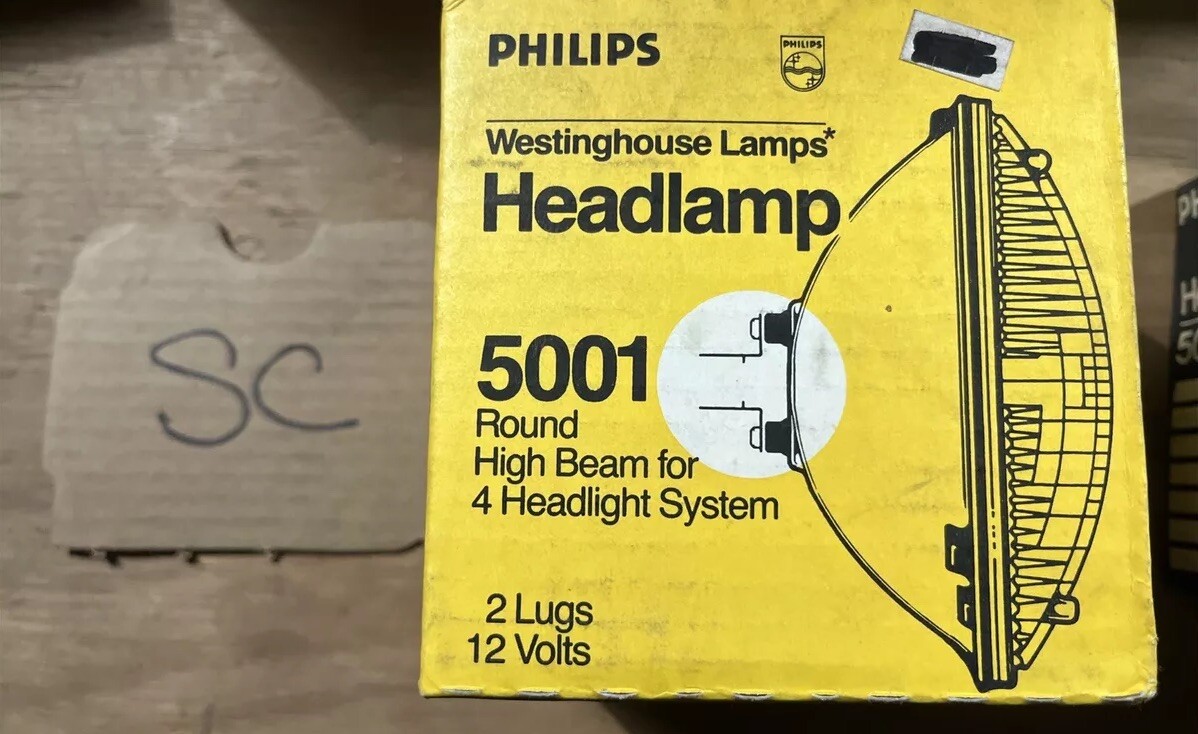 PHILIPS
PHILIPS
Westinghouse Lamps*
Headlamp
5001
Round
High Beam for
4 Headlight System
2 Lugs
12 Volts
SC